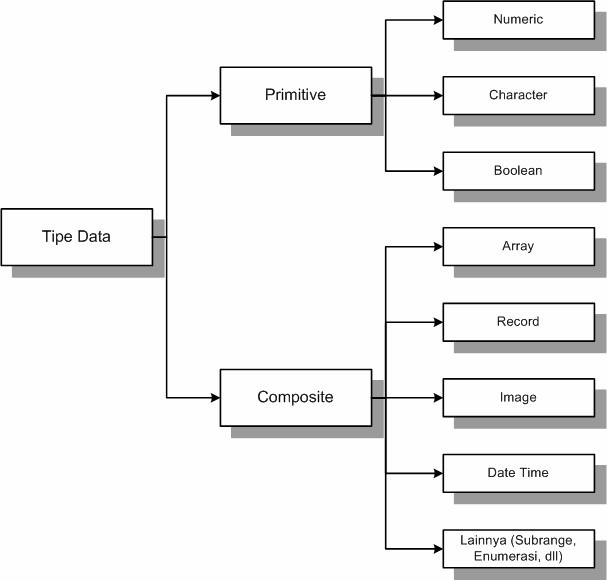 Tipe Data
Primitive
Numeric
Character
Boolean
Composite
Array
Record
Image
Date Time
Lainnya (Subrange,
Enumerasi, dll)